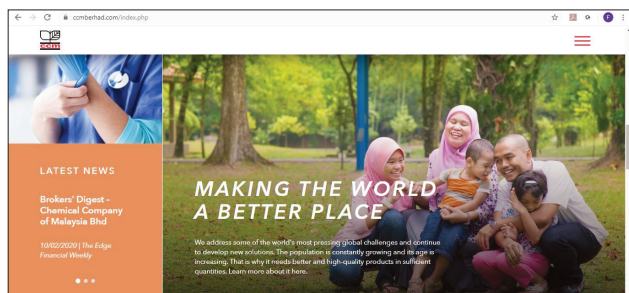 ccmberhad.com/index.php
F
ccm
LATEST NEWS
Brokers' Digest –
Chemical Company
of Malaysia Bhd
10/02/2020 | The Edge
Financial Weekly
MAKING THE WORLD
A BETTER PLACE
We address some of the world's most pressing global challenges and continue
to develop new solutions. The population is constantly growing and its age is
increasing. That is why it needs better and high-quality products in sufficient
quantities. Learn more about it here.